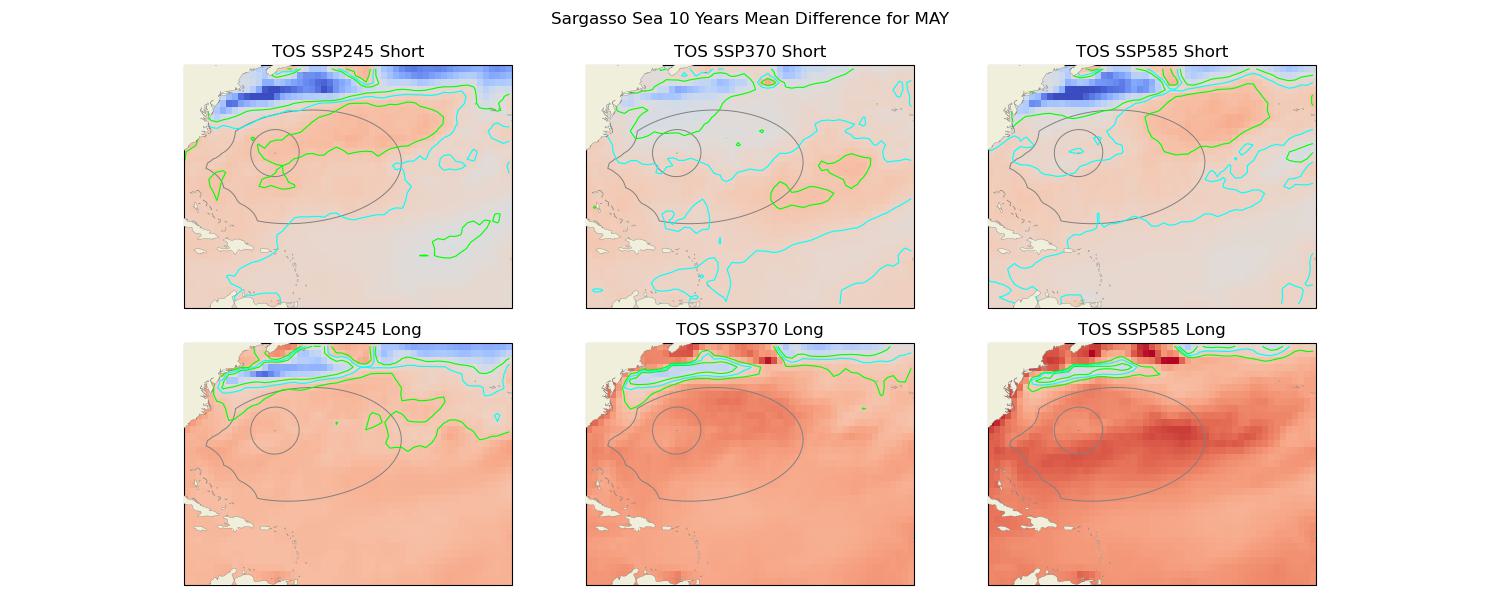 Sargasso Sea 10 Years Mean Difference for MAY
TOS SSP245 Short
TOS SSP370 Short
TOS SSP585 Short
TOS SSP245 Long
TOS SSP370 Long
TOS SSP585 Long